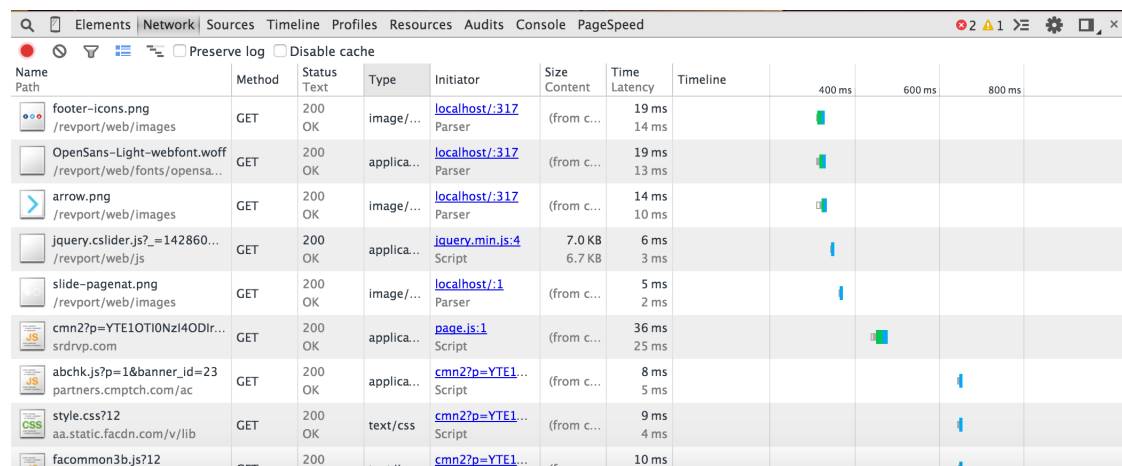 Elements Network Sources Timeline Profiles Resources Audits Console PageSpeed 2 1
Preserve log Disable cache
Name Method Status Type Initiator Size Time Timeline
Path Text Content Latency 400 ms 600 ms 800 ms
footer-icons.png GET 200 image/... localhost/:317 (from c... 19 ms
/revport/web/images OK Parser 14 ms
OpenSans-Light-webfont.woff GET 200 applica... localhost/:317 (from c... 19 ms
/revport/web/fonts/opensa... OK Parser 13 ms
arrow.png GET 200 image/... localhost/:317 (from c... 14 ms
/revport/web/images OK Parser 10 ms
jquery.cslider.js?_=142860... GET 200 applica... jquery.min.js:4 7.0 KB 6 ms
/revport/web/js OK Script 6.7 KB 3 ms
slide-pagenat.png GET 200 image/... localhost/:1 (from c... 5 ms
/revport/web/images OK Parser 2 ms
JS cmn2?p=YTE1OTI0NzI4ODIr... GET 200 applica... page.js:1 (from c... 36 ms
srdrvp.com OK Script 25 ms
JS abchk.js?p=1&banner_id=23 GET 200 applica... cmn2?p=YTE1... (from c... 8 ms
partners.cmptch.com/ac OK Script 5 ms
CSS style.css?12 GET 200 text/css cmn2?p=YTE1... (from c... 9 ms
aa.static.facdn.com/v/lib OK Script 4 ms
facommon3b.js?12 200 cmn2?p=YTE1... 10 ms